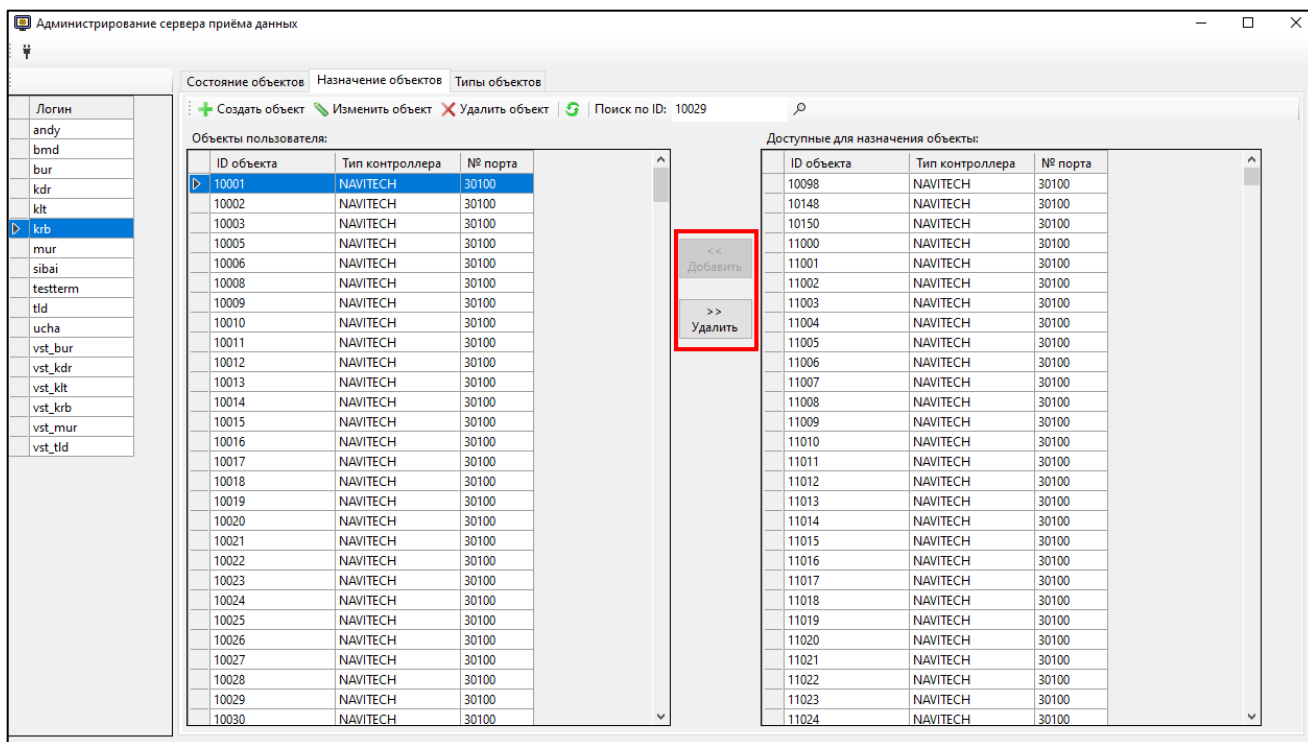 Администрирование сервера приёма данных
Состояние объектов Назначение объектов Типы объектов
Создать объект Изменить объект Удалить объект Поиск по ID: 10029
Логин
andy
bmd
bur
kdr
klt
krb
mur
sibai
testterm
tld
ucha
vst_bur
vst_kdr
vst_klt
vst_krb
vst_mur
vst_tld
Объекты пользователя:
ID объекта Тип контроллера № порта
10001 NAVITECH 30100
10002 NAVITECH 30100
10003 NAVITECH 30100
10005 NAVITECH 30100
10006 NAVITECH 30100
10008 NAVITECH 30100
10009 NAVITECH 30100
10010 NAVITECH 30100
10011 NAVITECH 30100
10012 NAVITECH 30100
10013 NAVITECH 30100
10014 NAVITECH 30100
10015 NAVITECH 30100
10016 NAVITECH 30100
10017 NAVITECH 30100
10018 NAVITECH 30100
10019 NAVITECH 30100
10020 NAVITECH 30100
10021 NAVITECH 30100
10022 NAVITECH 30100
10023 NAVITECH 30100
10024 NAVITECH 30100
10025 NAVITECH 30100
10026 NAVITECH 30100
10027 NAVITECH 30100
10028 NAVITECH 30100
10029 NAVITECH 30100
10030 NAVITECH 30100
<<
Добавить
>>
Удалить
Доступные для назначения объекты:
ID объекта Тип контроллера № порта
10098 NAVITECH 30100
10148 NAVITECH 30100
10150 NAVITECH 30100
11000 NAVITECH 30100
11001 NAVITECH 30100
11002 NAVITECH 30100
11003 NAVITECH 30100
11004 NAVITECH 30100
11005 NAVITECH 30100
11006 NAVITECH 30100
11007 NAVITECH 30100
11008 NAVITECH 30100
11009 NAVITECH 30100
11010 NAVITECH 30100
11011 NAVITECH 30100
11012 NAVITECH 30100
11013 NAVITECH 30100
11014 NAVITECH 30100
11015 NAVITECH 30100
11016 NAVITECH 30100
11017 NAVITECH 30100
11018 NAVITECH 30100
11019 NAVITECH 30100
11020 NAVITECH 30100
11021 NAVITECH 30100
11022 NAVITECH 30100
11023 NAVITECH 30100
11024 NAVITECH 30100